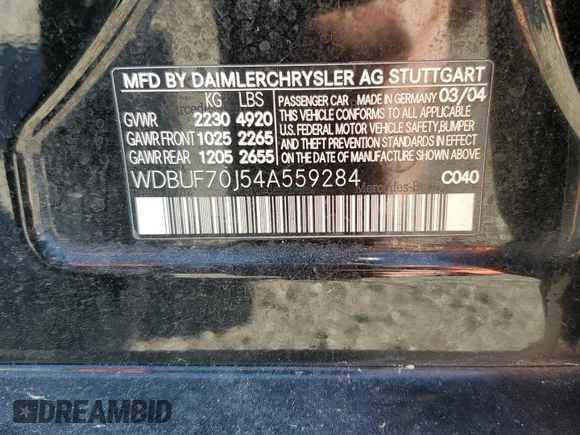 MFD BY DAIMLERCHRYSLER AG STUTTGART
KG LBS
GVWR 2230 4920
GAWR FRONT 1025 2265
GAWR REAR 1205 2655
PASSENGER CAR MADE IN GERMANY 03/04
THIS VEHICLE CONFORMS TO ALL APPLICABLE
U.S. FEDERAL MOTOR VEHICLE SAFETY, BUMPER
AND THEFT PREVENTION STANDARDS IN EFFECT
ON THE DATE OF MANUFACTURE SHOWN ABOVE.
WDBUF70J54A559284
C040
DREAMBID